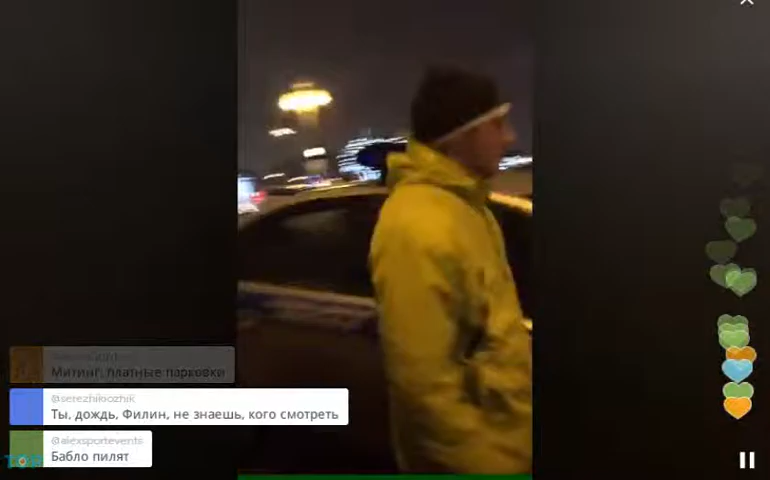 Митинг, платные парковки
@serezhikozhik
Ты, дождь, Филин, не знаешь, кого смотреть
@alexsportevents
Бабло пилят